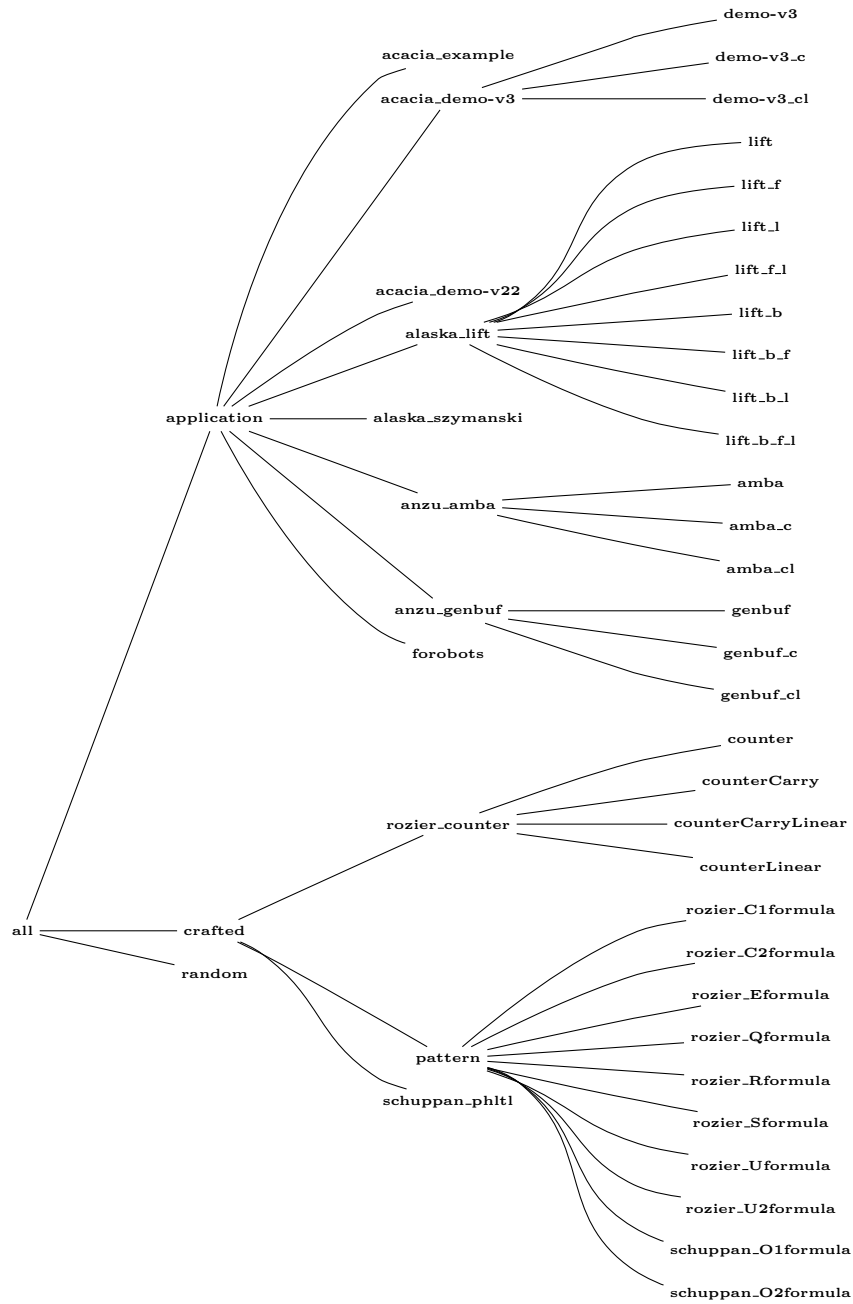 demo-v3
acacia_example
demo-v3_c
acacia_demo-v3
demo-v3_cl
lift
lift_f
lift_l
lift_f_l
acacia_demo-v22
lift_b
alaska_lift
lift_b_f
lift_b_l
application
alaska_szymanski
lift_b_f_l
amba
anzu_amba
amba_c
amba_cl
anzu_genbuf
genbuf
forobots
genbuf_c
genbuf_cl
counter
counterCarry
rozier_counter
counterCarryLinear
counterLinear
rozier_C1formula
all
crafted
rozier_C2formula
random
rozier_Eformula
rozier_Qformula
pattern
rozier_Rformula
schuppan_phltl
rozier_Sformula
rozier_Uformula
rozier_U2formula
schuppan_O1formula
schuppan_O2formula